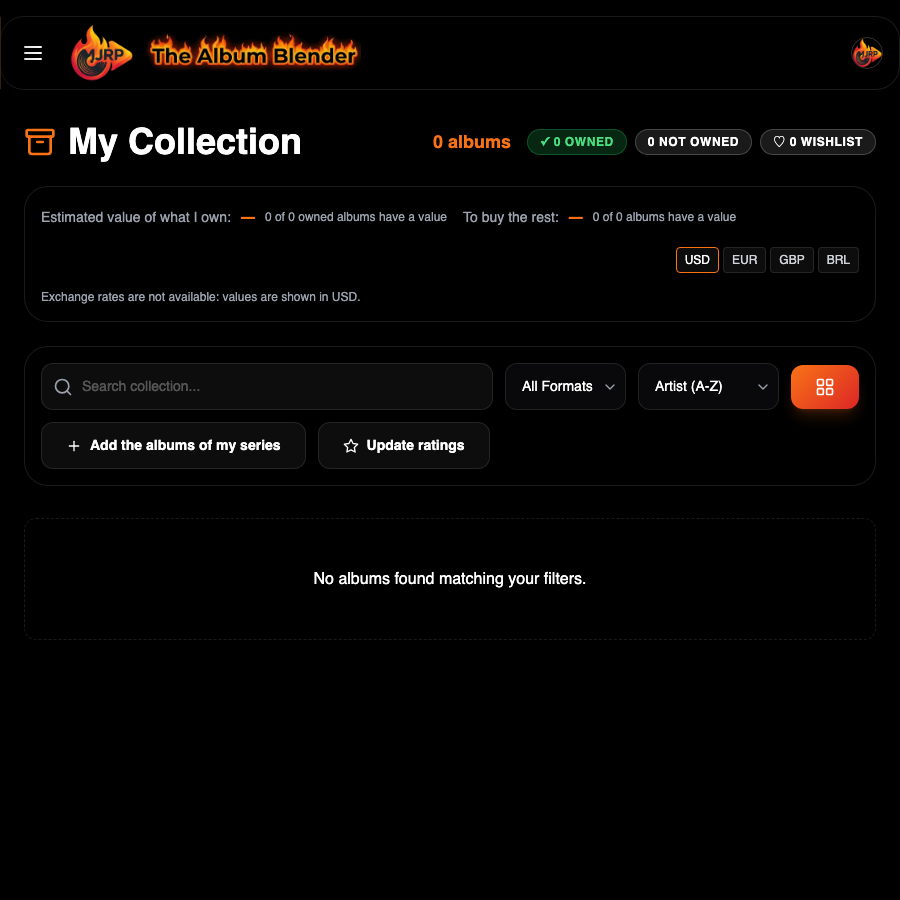 JRP The Album Blender JRP
My Collection 0 albums ✓ 0 OWNED 0 NOT OWNED ♡ 0 WISHLIST
Estimated value of what I own: — 0 of 0 owned albums have a value To buy the rest: — 0 of 0 albums have a value
USD EUR GBP BRL
Exchange rates are not available: values are shown in USD.
Search collection... All Formats Artist (A-Z)
+ Add the albums of my series Update ratings
No albums found matching your filters.